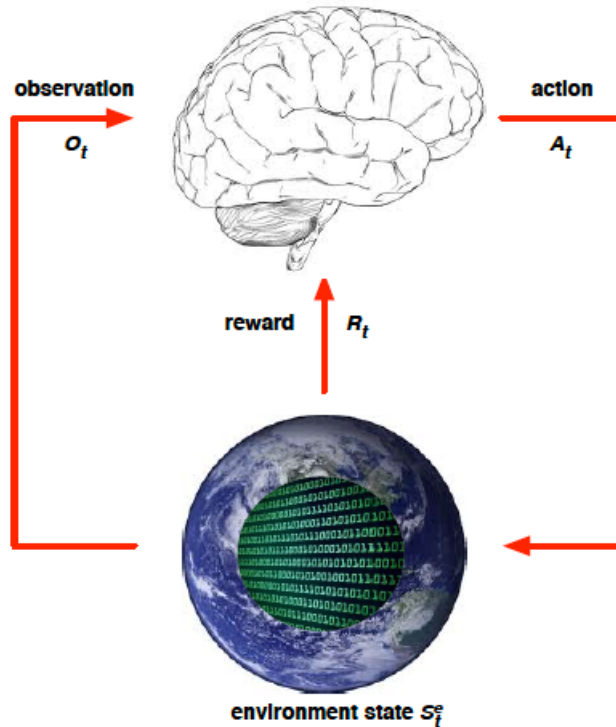 observation
action
O_t
A_t
reward
R_t
environment state S_t^e